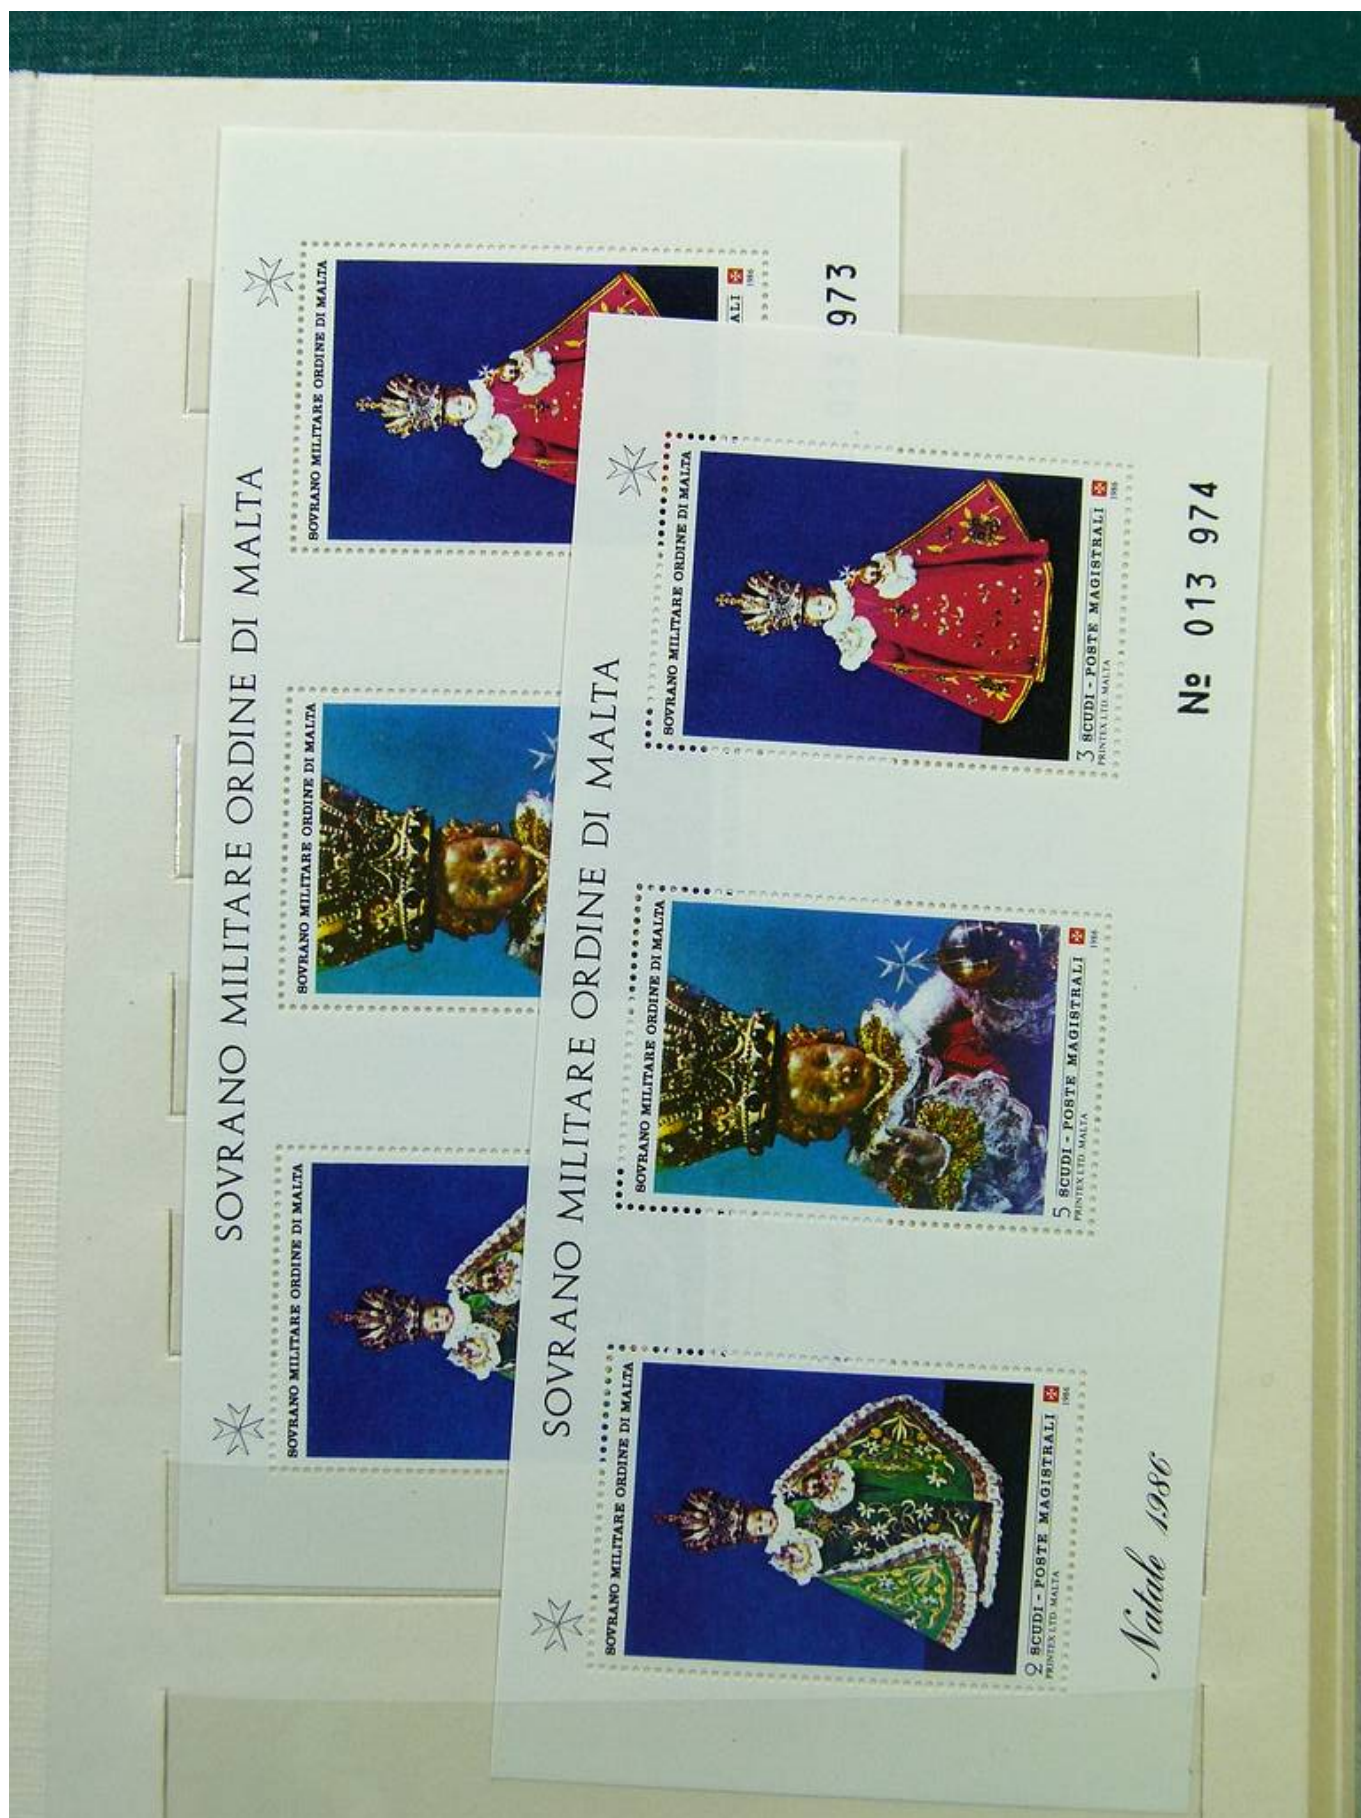 SOVRANO MILITARE ORDINE DI MALTA
SOVRANO MILITARE ORDINE DI MALTA
SOVRANO MILITARE ORDINE DI MALTA
SOVRANO MILITARE ORDINE DI MALTA
ALI
1986
973
SOVRANO MILITARE ORDINE DI MALTA
SOVRANO MILITARE ORDINE DI MALTA
2 SCUDI - POSTE MAGISTRALI
PRINTEX LTD. MALTA
1986
SOVRANO MILITARE ORDINE DI MALTA
5 SCUDI - POSTE MAGISTRALI
PRINTEX LTD. MALTA
1986
SOVRANO MILITARE ORDINE DI MALTA
3 SCUDI - POSTE MAGISTRALI
PRINTEX LTD. MALTA
1986
Natale 1986
№ 013 974